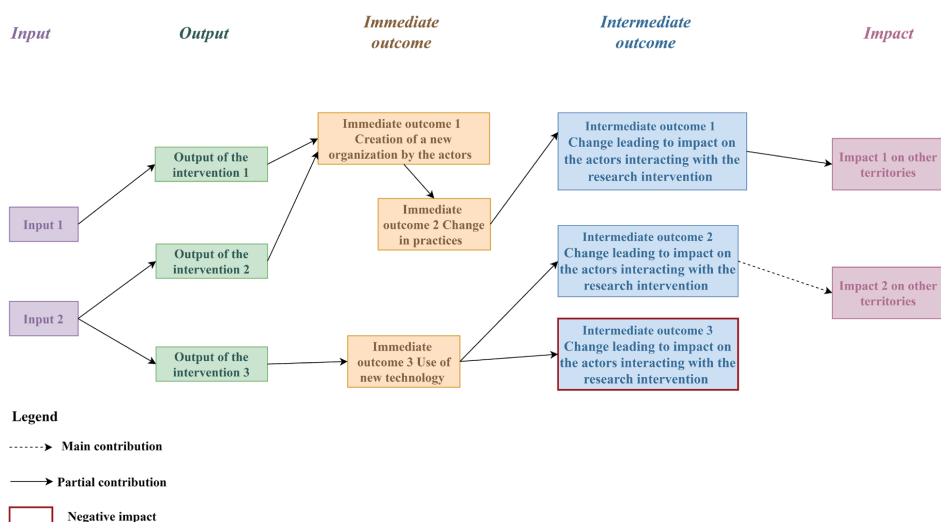 Input
Output
Immediate
outcome
Intermediate
outcome
Impact
Immediate outcome 1
Creation of a new
organization by the actors
Intermediate outcome 1
Change leading to impact on
the actors interacting with the
research intervention
Output of the
intervention 1
Impact 1 on other
territories
Input 1
Immediate
outcome 2 Change
in practices
Output of the
intervention 2
Intermediate outcome 2
Change leading to impact on
the actors interacting with the
research intervention
Impact 2 on other
territories
Input 2
Output of the
intervention 3
Immediate
outcome 3 Use of
new technology
Intermediate outcome 3
Change leading to impact on
the actors interacting with the
research intervention
Legend
Main contribution
Partial contribution
Negative impact